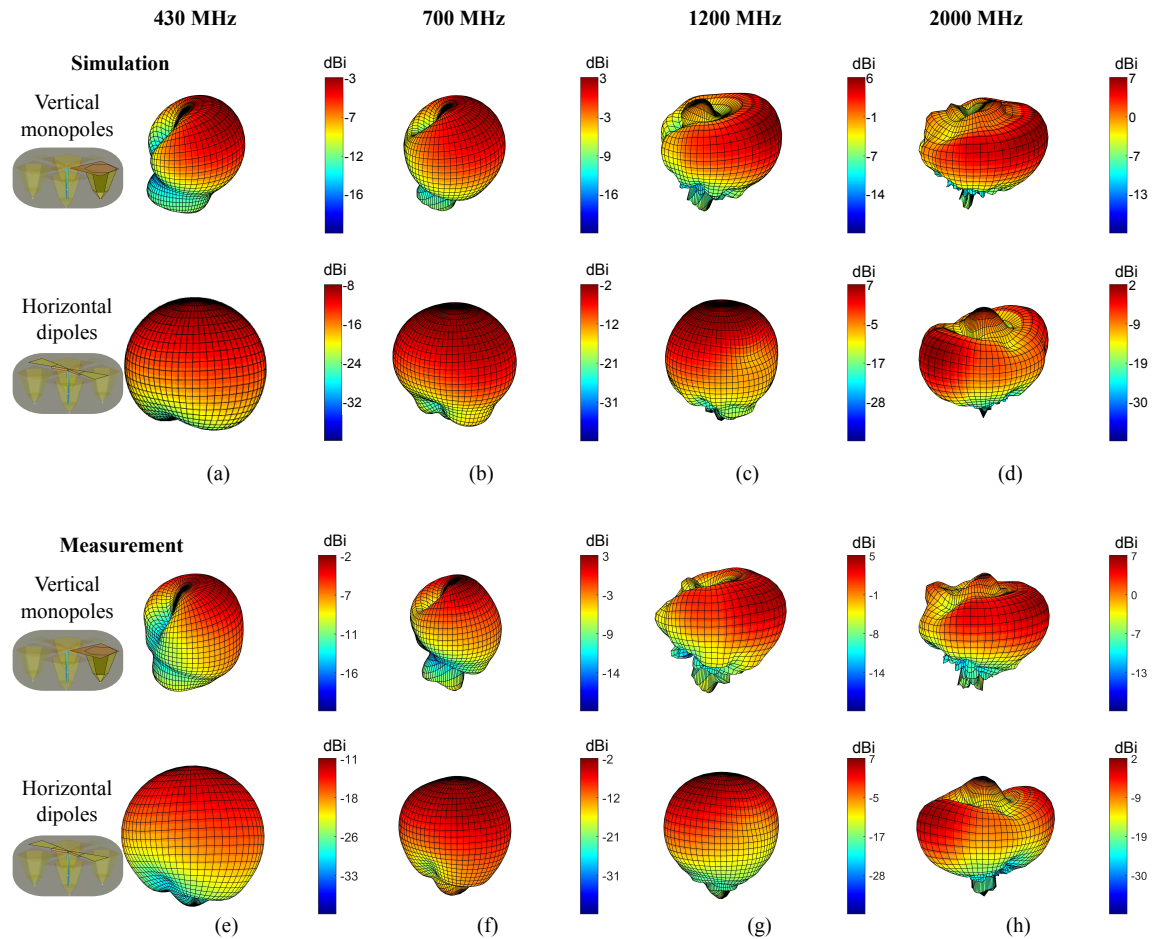 430 MHz 700 MHz 1200 MHz 2000 MHz
Simulation
Vertical
monopoles
dBi
-3
-7
-12
-16
dBi
3
-3
-9
-14
dBi
6
-1
-7
-14
dBi
7
0
-7
-13
Horizontal
dipoles
dBi
-8
-16
-24
-32
dBi
-2
-12
-21
-31
dBi
7
-5
-17
-28
dBi
2
-9
-19
-30
(a) (b) (c) (d)
Measurement
Vertical
monopoles
dBi
-2
-7
-11
-16
dBi
3
-3
-9
-14
dBi
5
-1
-8
-14
dBi
7
0
-7
-13
Horizontal
dipoles
dBi
-11
-18
-26
-33
dBi
-2
-12
-22
-31
dBi
7
-5
-17
-28
dBi
2
-9
-19
-30
(e) (f) (g) (h)